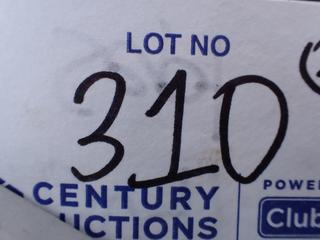 LOT NO
310
CENTURY
UCTIONS
POWE
Club